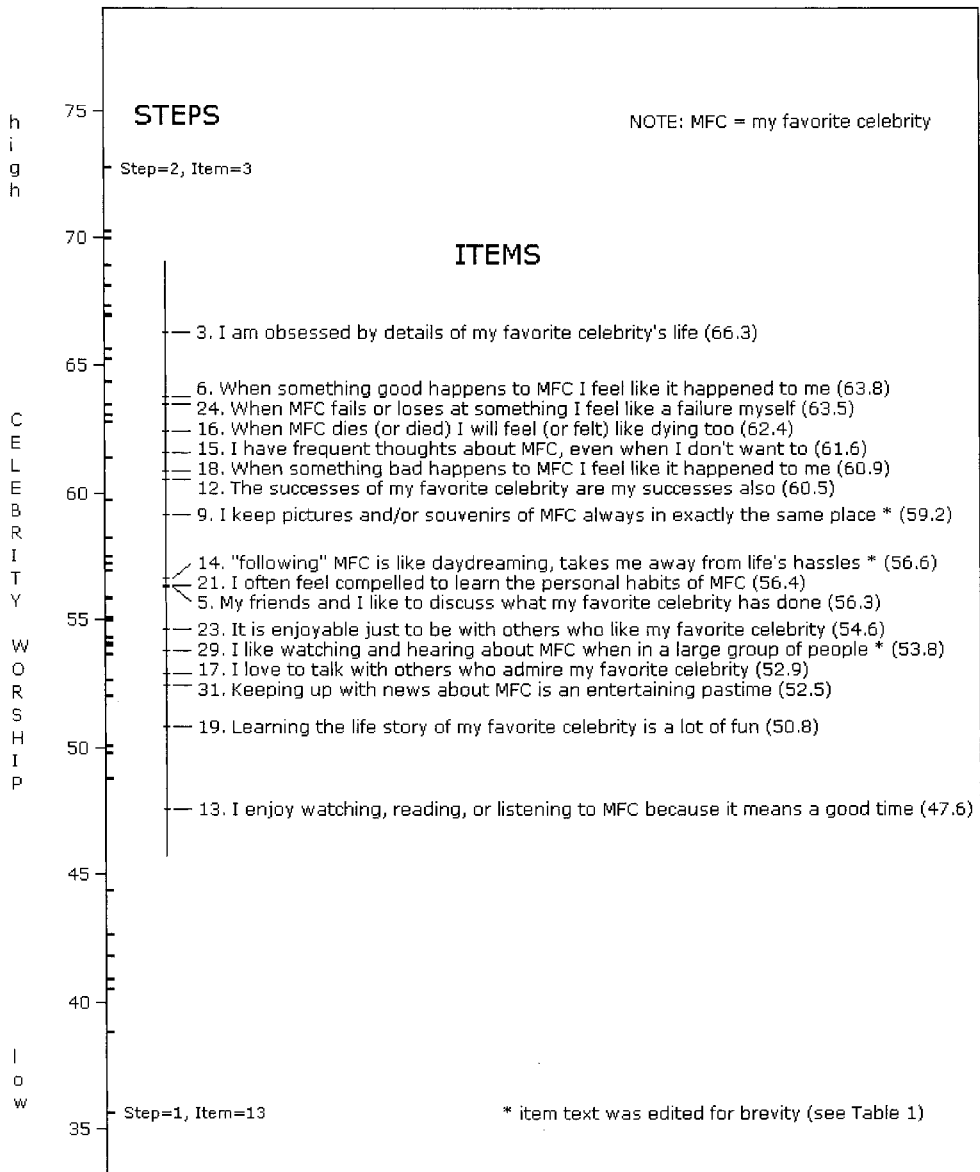 75
STEPS
NOTE: MFC = my favorite celebrity
high
Step=2, Item=3
70
ITEMS
3. I am obsessed by details of my favorite celebrity's life (66.3)
65
6. When something good happens to MFC I feel like it happened to me (63.8)
24. When MFC fails or loses at something I feel like a failure myself (63.5)
16. When MFC dies (or died) I will feel (or felt) like dying too (62.4)
15. I have frequent thoughts about MFC, even when I don't want to (61.6)
18. When something bad happens to MFC I feel like it happened to me (60.9)
60
12. The successes of my favorite celebrity are my successes also (60.5)
9. I keep pictures and/or souvenirs of MFC always in exactly the same place * (59.2)
CELEBRITY WORSHIP
14. "following" MFC is like daydreaming, takes me away from life's hassles * (56.6)
21. I often feel compelled to learn the personal habits of MFC (56.4)
5. My friends and I like to discuss what my favorite celebrity has done (56.3)
55
23. It is enjoyable just to be with others who like my favorite celebrity (54.6)
29. I like watching and hearing about MFC when in a large group of people * (53.8)
17. I love to talk with others who admire my favorite celebrity (52.9)
31. Keeping up with news about MFC is an entertaining pastime (52.5)
19. Learning the life story of my favorite celebrity is a lot of fun (50.8)
50
13. I enjoy watching, reading, or listening to MFC because it means a good time (47.6)
45
40
low
Step=1, Item=13
* item text was edited for brevity (see Table 1)
35